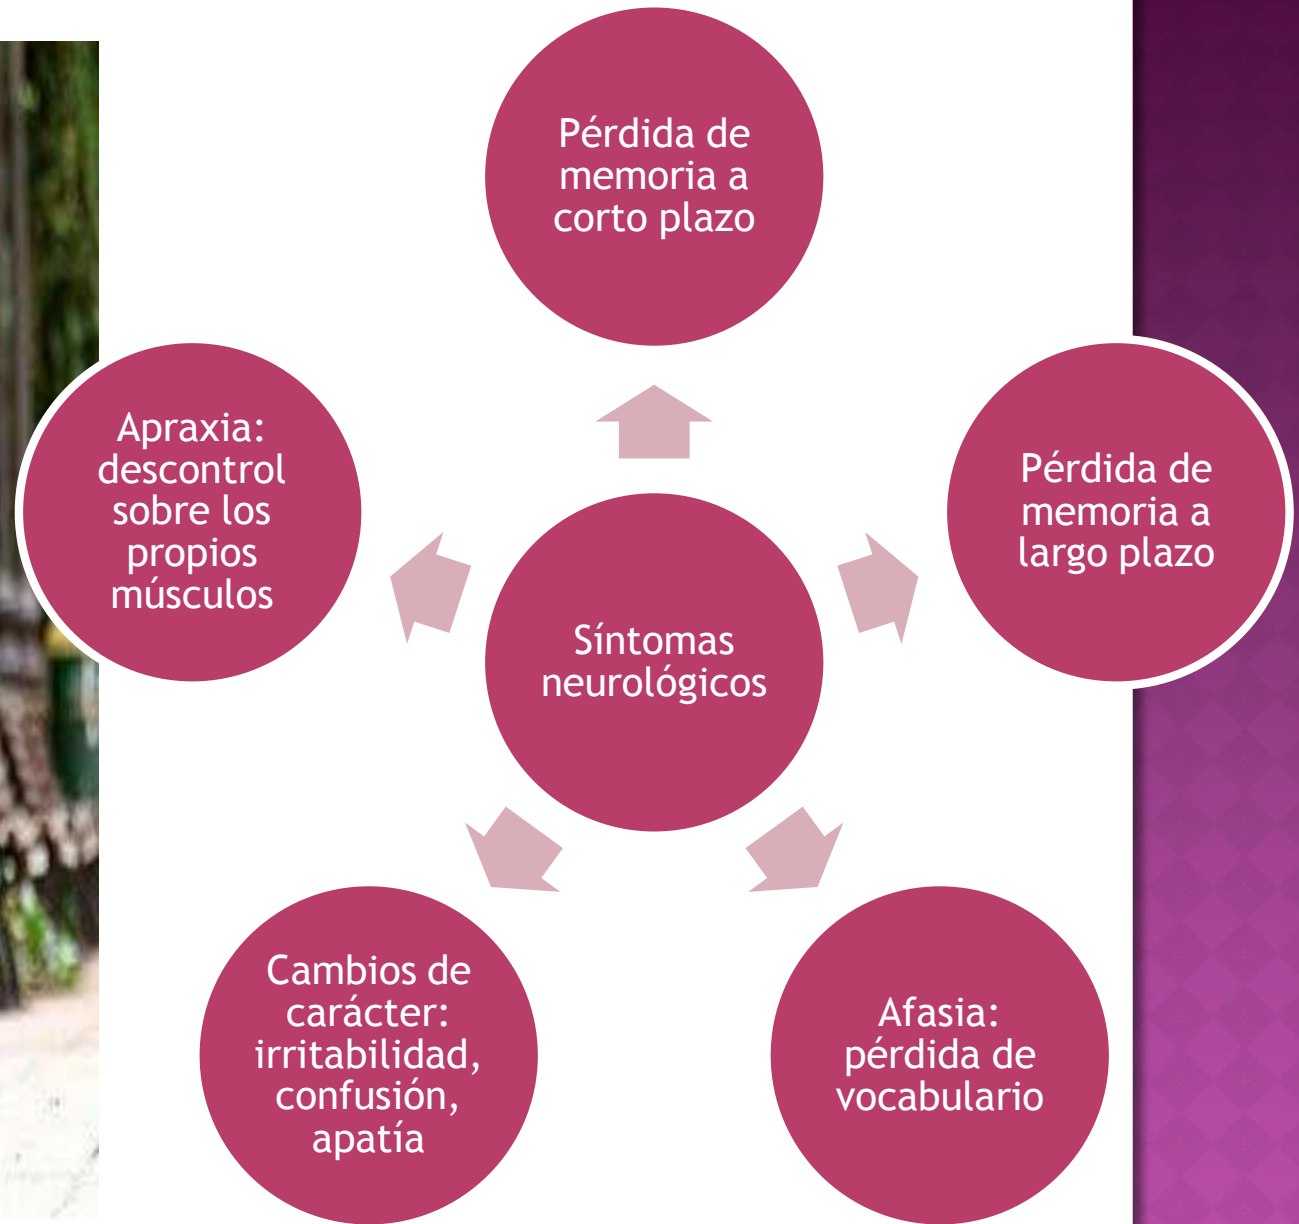 Pérdida de
memoria a
corto plazo
Apraxia:
descontrol
sobre los
propios
músculos
Pérdida de
memoria a
largo plazo
Síntomas
neurológicos
Cambios de
carácter:
irritabilidad,
confusión,
apatía
Afasia:
pérdida de
vocabulario